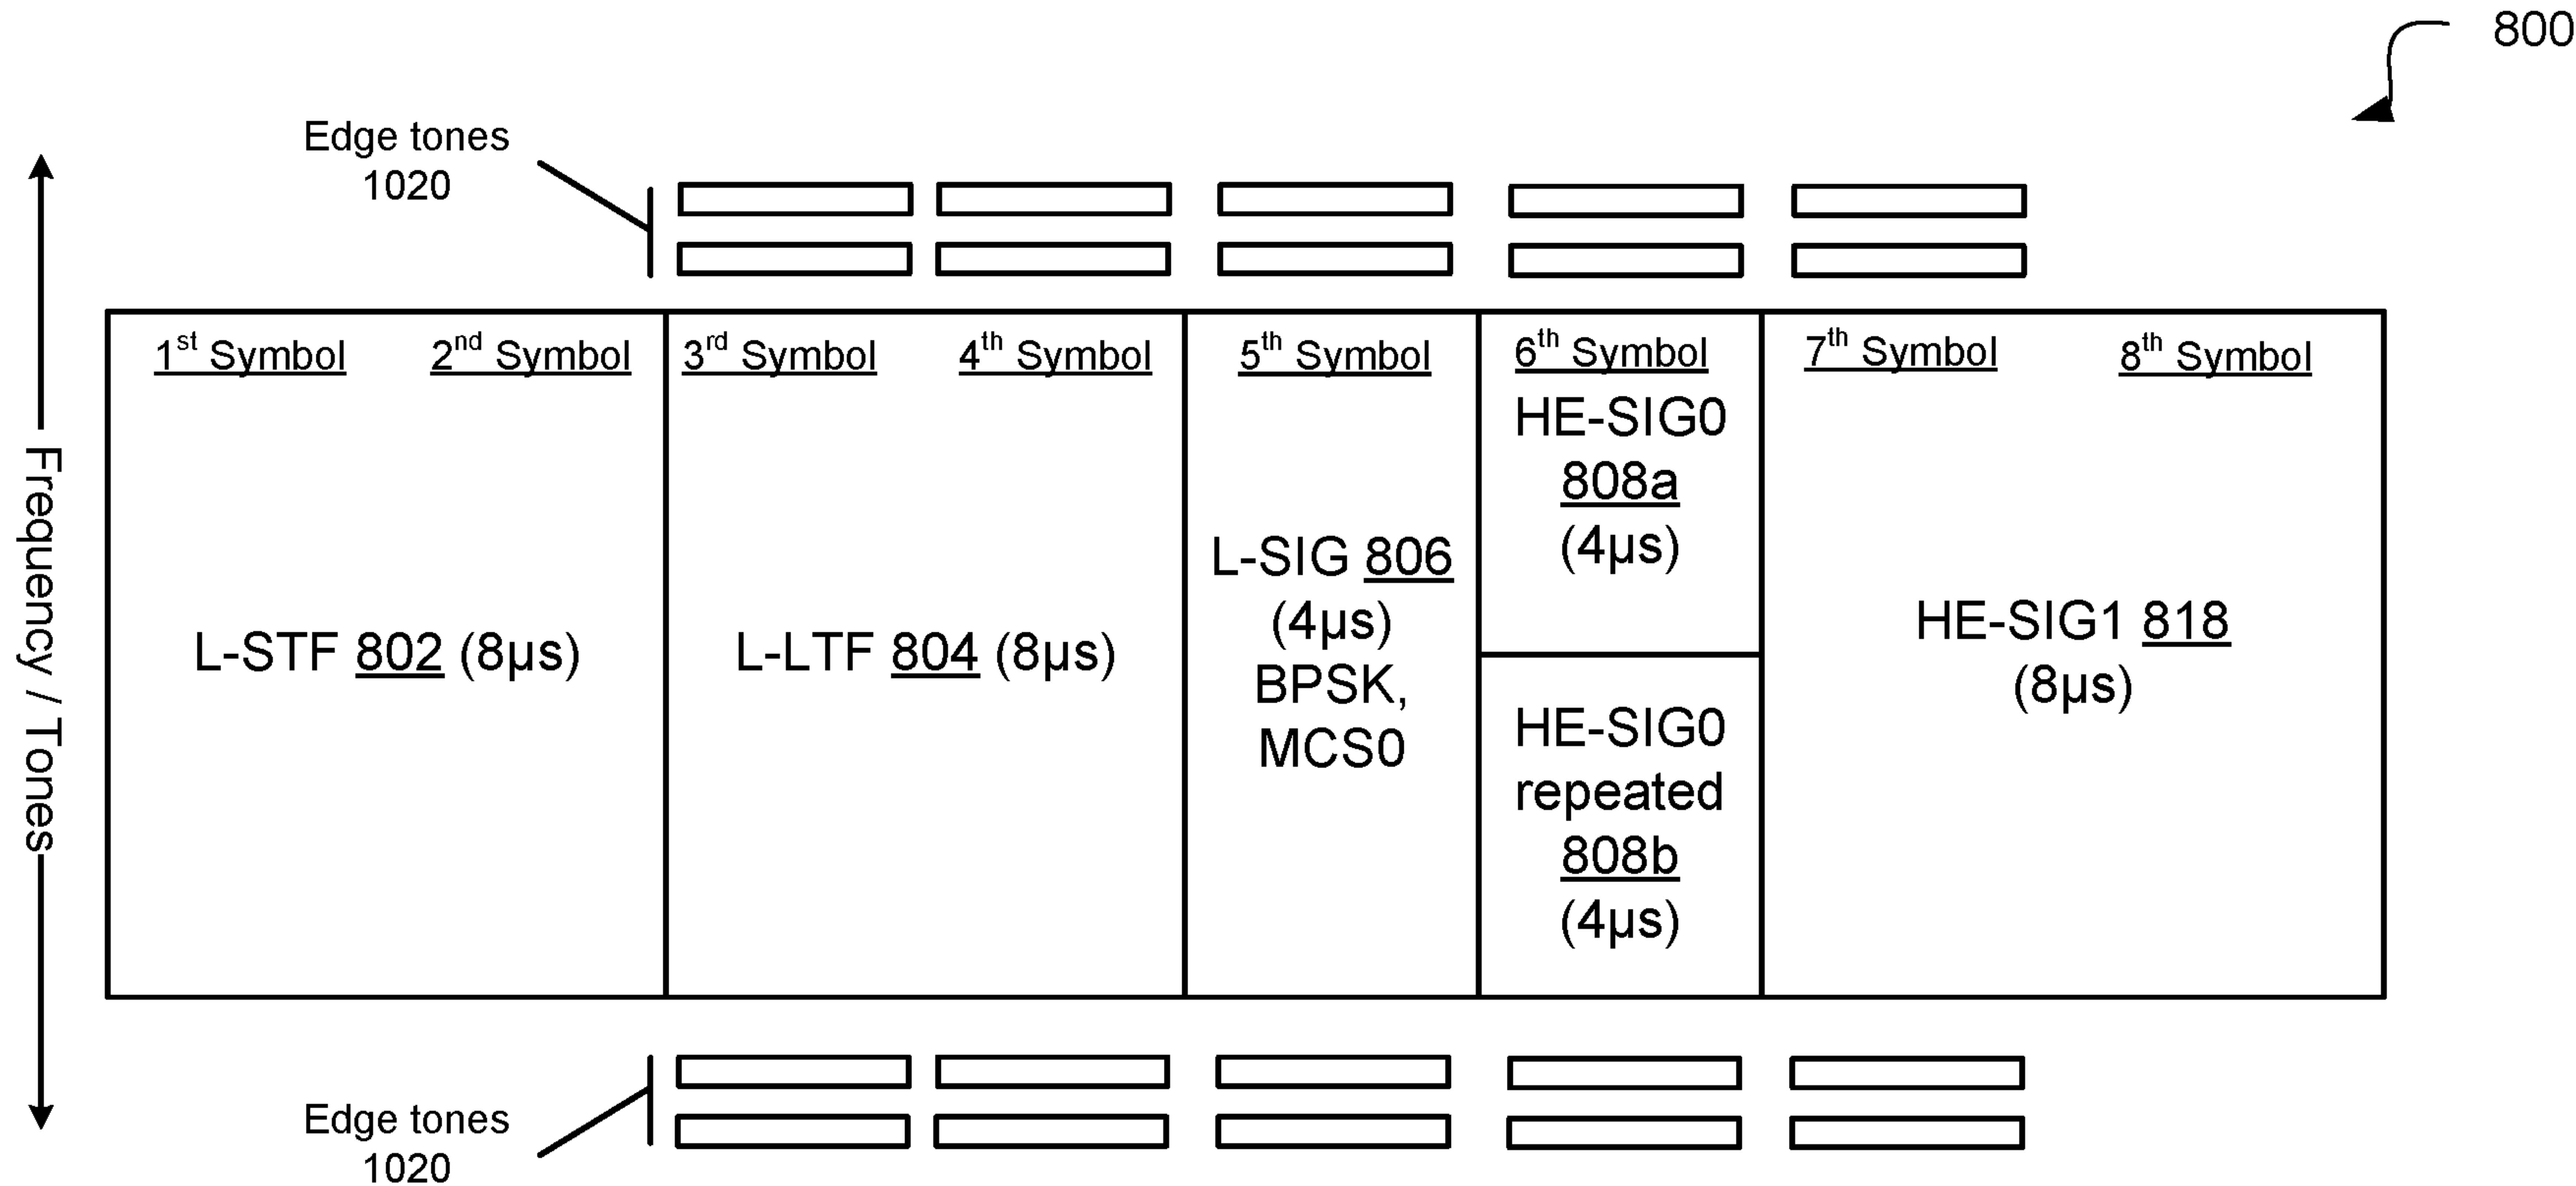 800
Edge tones
1020
Frequency / Tones
1st Symbol
2nd Symbol
3rd Symbol
4th Symbol
5th Symbol
6th Symbol
7th Symbol
8th Symbol
L-STF 802 (8µs)
L-LTF 804 (8µs)
L-SIG 806
(4µs)
BPSK,
MCS0
HE-SIG0
808a
(4µs)
HE-SIG0
repeated
808b
(4µs)
HE-SIG1 818
(8µs)
Edge tones
1020